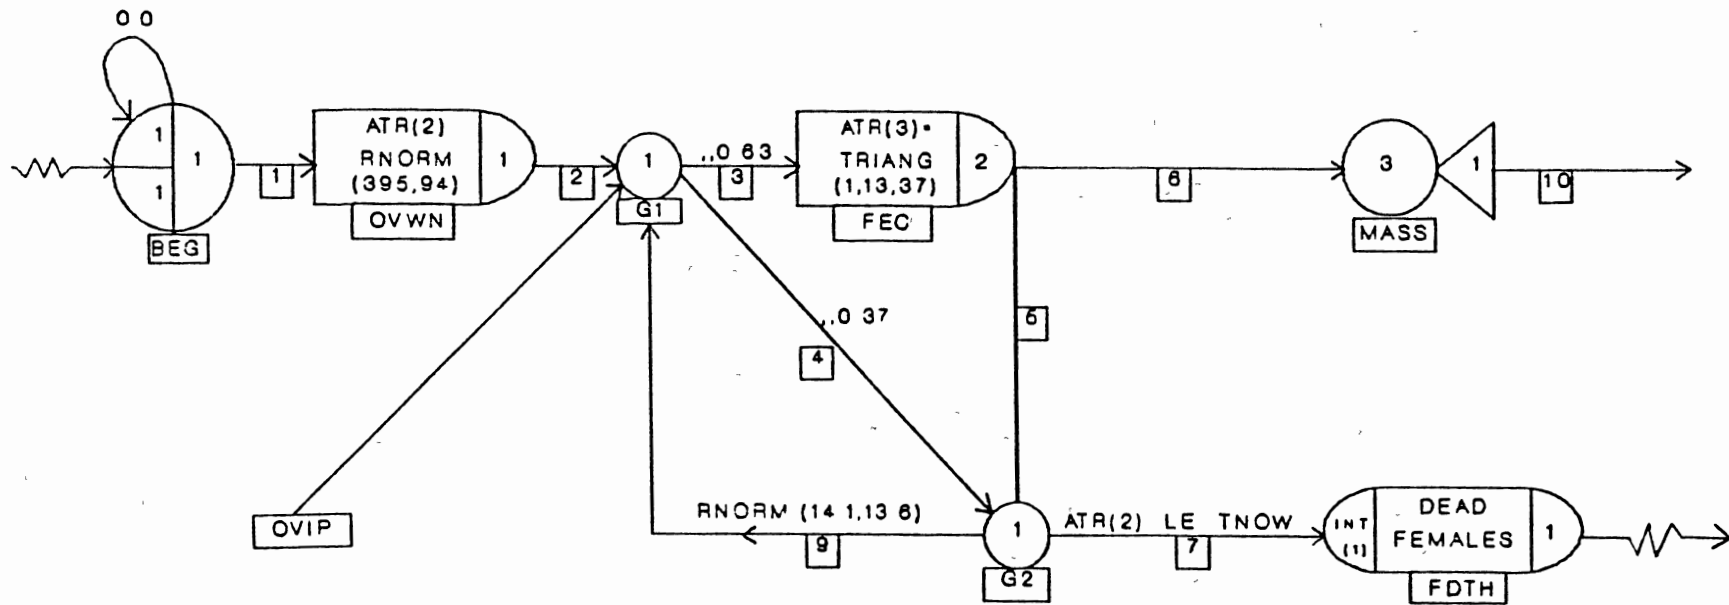 0 0
1
1
1
BEG
1
ATR(2)
RNORM
(395,94)
1
OVWN
2
1
G1
,,0 63
3
ATR(3)=
TRIANG
(1,13,37)
2
FEC
6
3
1
MASS
10
,,0 37
4
5
OVIP
RNORM (14 1,13 6)
9
1
G2
ATR(2) LE TNOW
7
INT
(1)
DEAD
FEMALES
1
FDTH